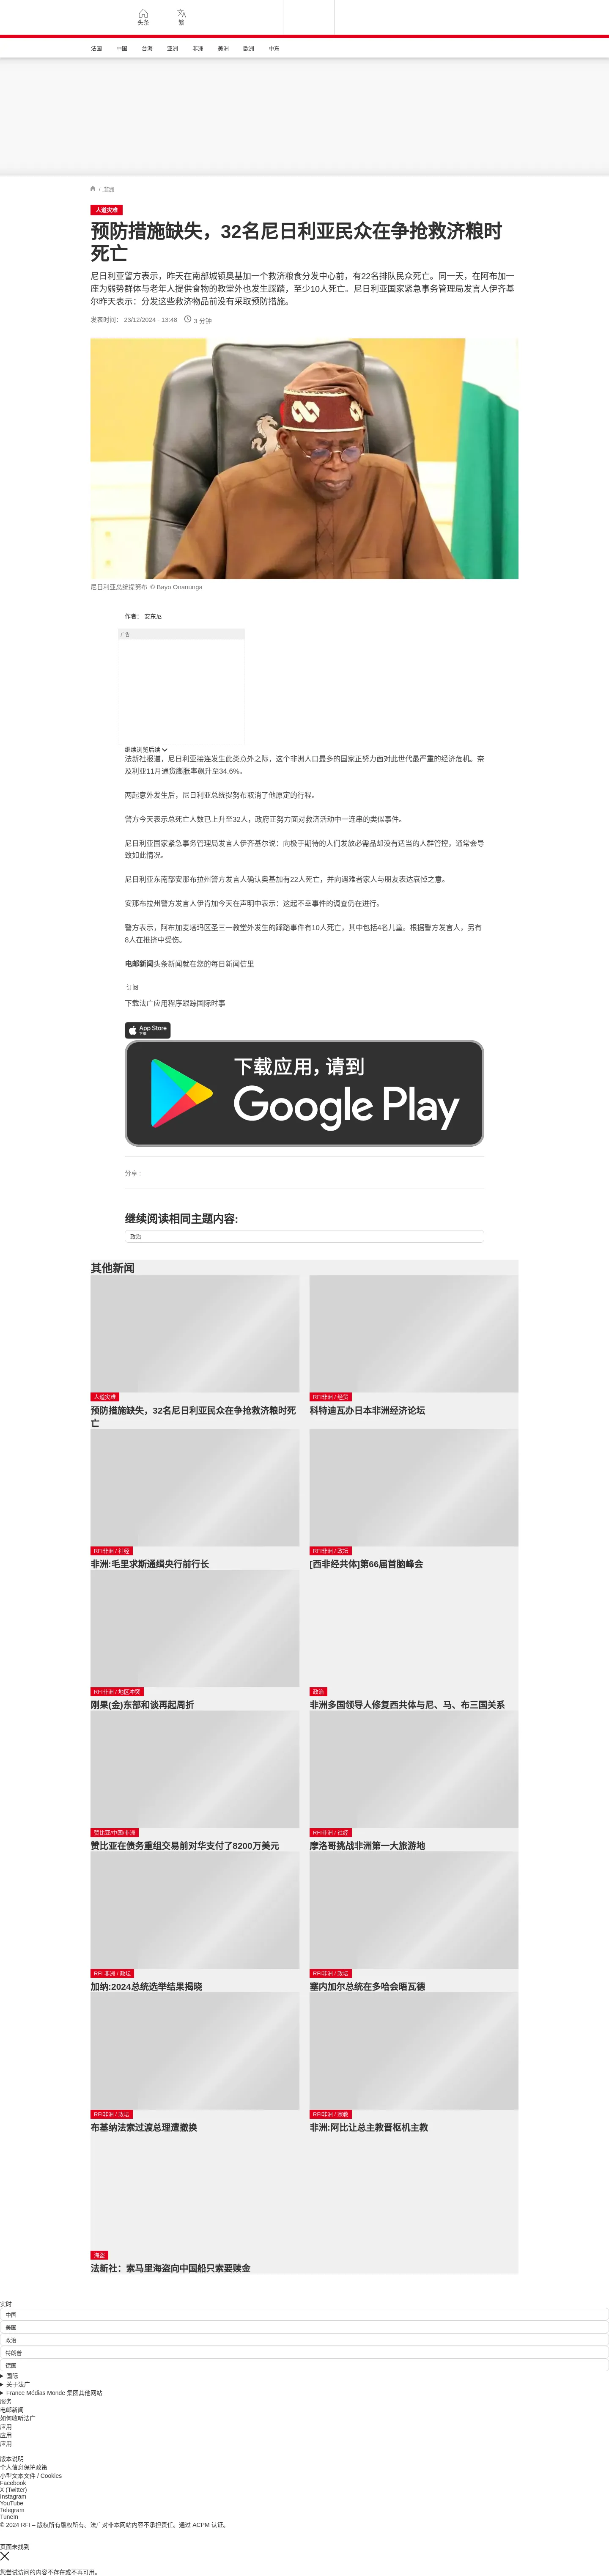 头条
繁
法国 中国 台海 亚洲 非洲 美洲 欧洲 中东
/ 非洲
人道灾难
预防措施缺失，32名尼日利亚民众在争抢救济粮时
死亡
尼日利亚警方表示，昨天在南部城镇奥基加一个救济粮食分发中心前，有22名排队民众死亡。同一天，在阿布加一
座为弱势群体与老年人提供食物的教堂外也发生踩踏，至少10人死亡。尼日利亚国家紧急事务管理局发言人伊齐基
尔昨天表示：分发这些救济物品前没有采取预防措施。
发表时间： 23/12/2024 - 13:48 3 分钟
尼日利亚总统提努布 © Bayo Onanunga
作者： 安东尼
广告
继续浏览后续
法新社报道，尼日利亚接连发生此类意外之际，这个非洲人口最多的国家正努力面对此世代最严重的经济危机。奈
及利亚11月通货膨胀率飙升至34.6%。
两起意外发生后，尼日利亚总统提努布取消了他原定的行程。
警方今天表示总死亡人数已上升至32人，政府正努力面对救济活动中一连串的类似事件。
尼日利亚国家紧急事务管理局发言人伊齐基尔说：向极于期待的人们发放必需品却没有适当的人群管控，通常会导
致如此情况。
尼日利亚东南部安那布拉州警方发言人确认奥基加有22人死亡，并向遇难者家人与朋友表达哀悼之意。
安那布拉州警方发言人伊肯加今天在声明中表示：这起不幸事件的调查仍在进行。
警方表示，阿布加麦塔玛区圣三一教堂外发生的踩踏事件有10人死亡，其中包括4名儿童。根据警方发言人，另有
8人在推挤中受伤。
电邮新闻头条新闻就在您的每日新闻信里
订阅
下载法广应用程序跟踪国际时事
App Store
下载
下载应用，请到
Google Play
分享 :
继续阅读相同主题内容:
政治
其他新闻
人道灾难
预防措施缺失，32名尼日利亚民众在争抢救济粮时死
亡
RFI非洲 / 经贸
科特迪瓦办日本非洲经济论坛
RFI非洲 / 社经
非洲:毛里求斯通缉央行前行长
RFI非洲 / 政坛
[西非经共体]第66届首脑峰会
RFI非洲 / 地区冲突
刚果(金)东部和谈再起周折
政治
非洲多国领导人修复西共体与尼、马、布三国关系
赞比亚/中国/非洲
赞比亚在债务重组交易前对华支付了8200万美元
RFI非洲 / 社经
摩洛哥挑战非洲第一大旅游地
RFI 非洲 / 政坛
加纳:2024总统选举结果揭晓
RFI非洲 / 政坛
塞内加尔总统在多哈会晤瓦德
RFI非洲 / 政坛
布基纳法索过渡总理遭撤换
RFI非洲 / 宗教
非洲:阿比让总主教晋枢机主教
海盗
法新社：索马里海盗向中国船只索要赎金
实时
中国
美国
政治
特朗普
德国
国际
关于法广
France Médias Monde 集团其他网站
服务
电邮新闻
如何收听法广
应用
应用
应用
版本说明
个人信息保护政策
小型文本文件 / Cookies
Facebook
X (Twitter)
Instagram
YouTube
Telegram
TuneIn
© 2024 RFI – 版权所有版权所有。法广对非本网站内容不承担责任。通过 ACPM 认证。
页面未找到
您尝试访问的内容不存在或不再可用。